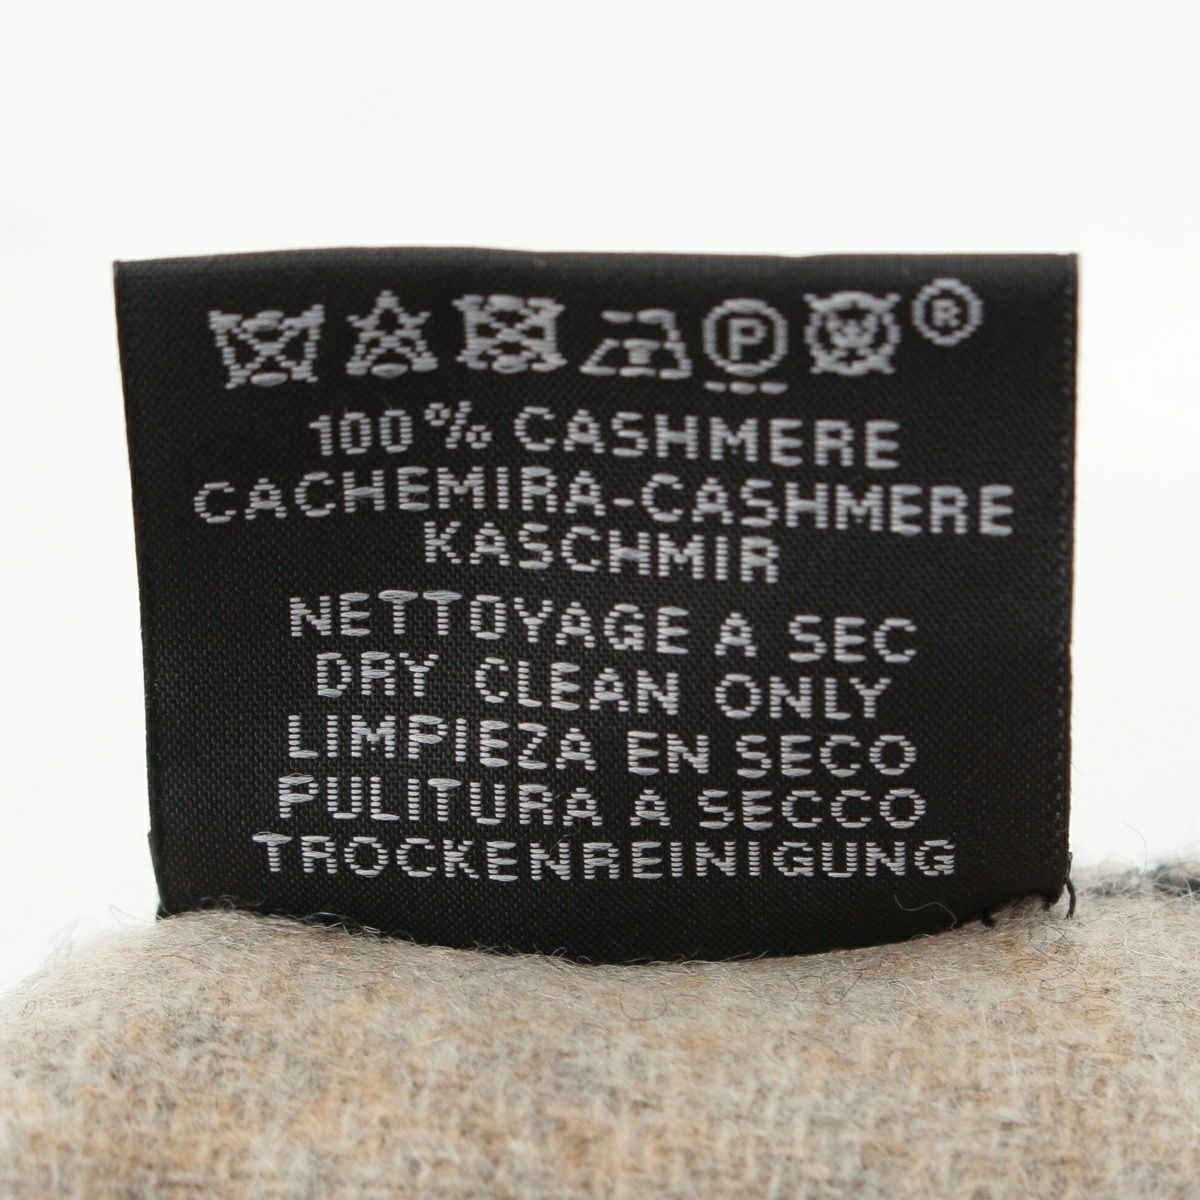 P W ®
100% CASHMERE
CACHEMIRA-CASHMERE
KASCHMIR
NETTOYAGE A SEC
DRY CLEAN ONLY
LIMPIEZA EN SECO
PULITURA A SECCO
TROCKENREINIGUNG